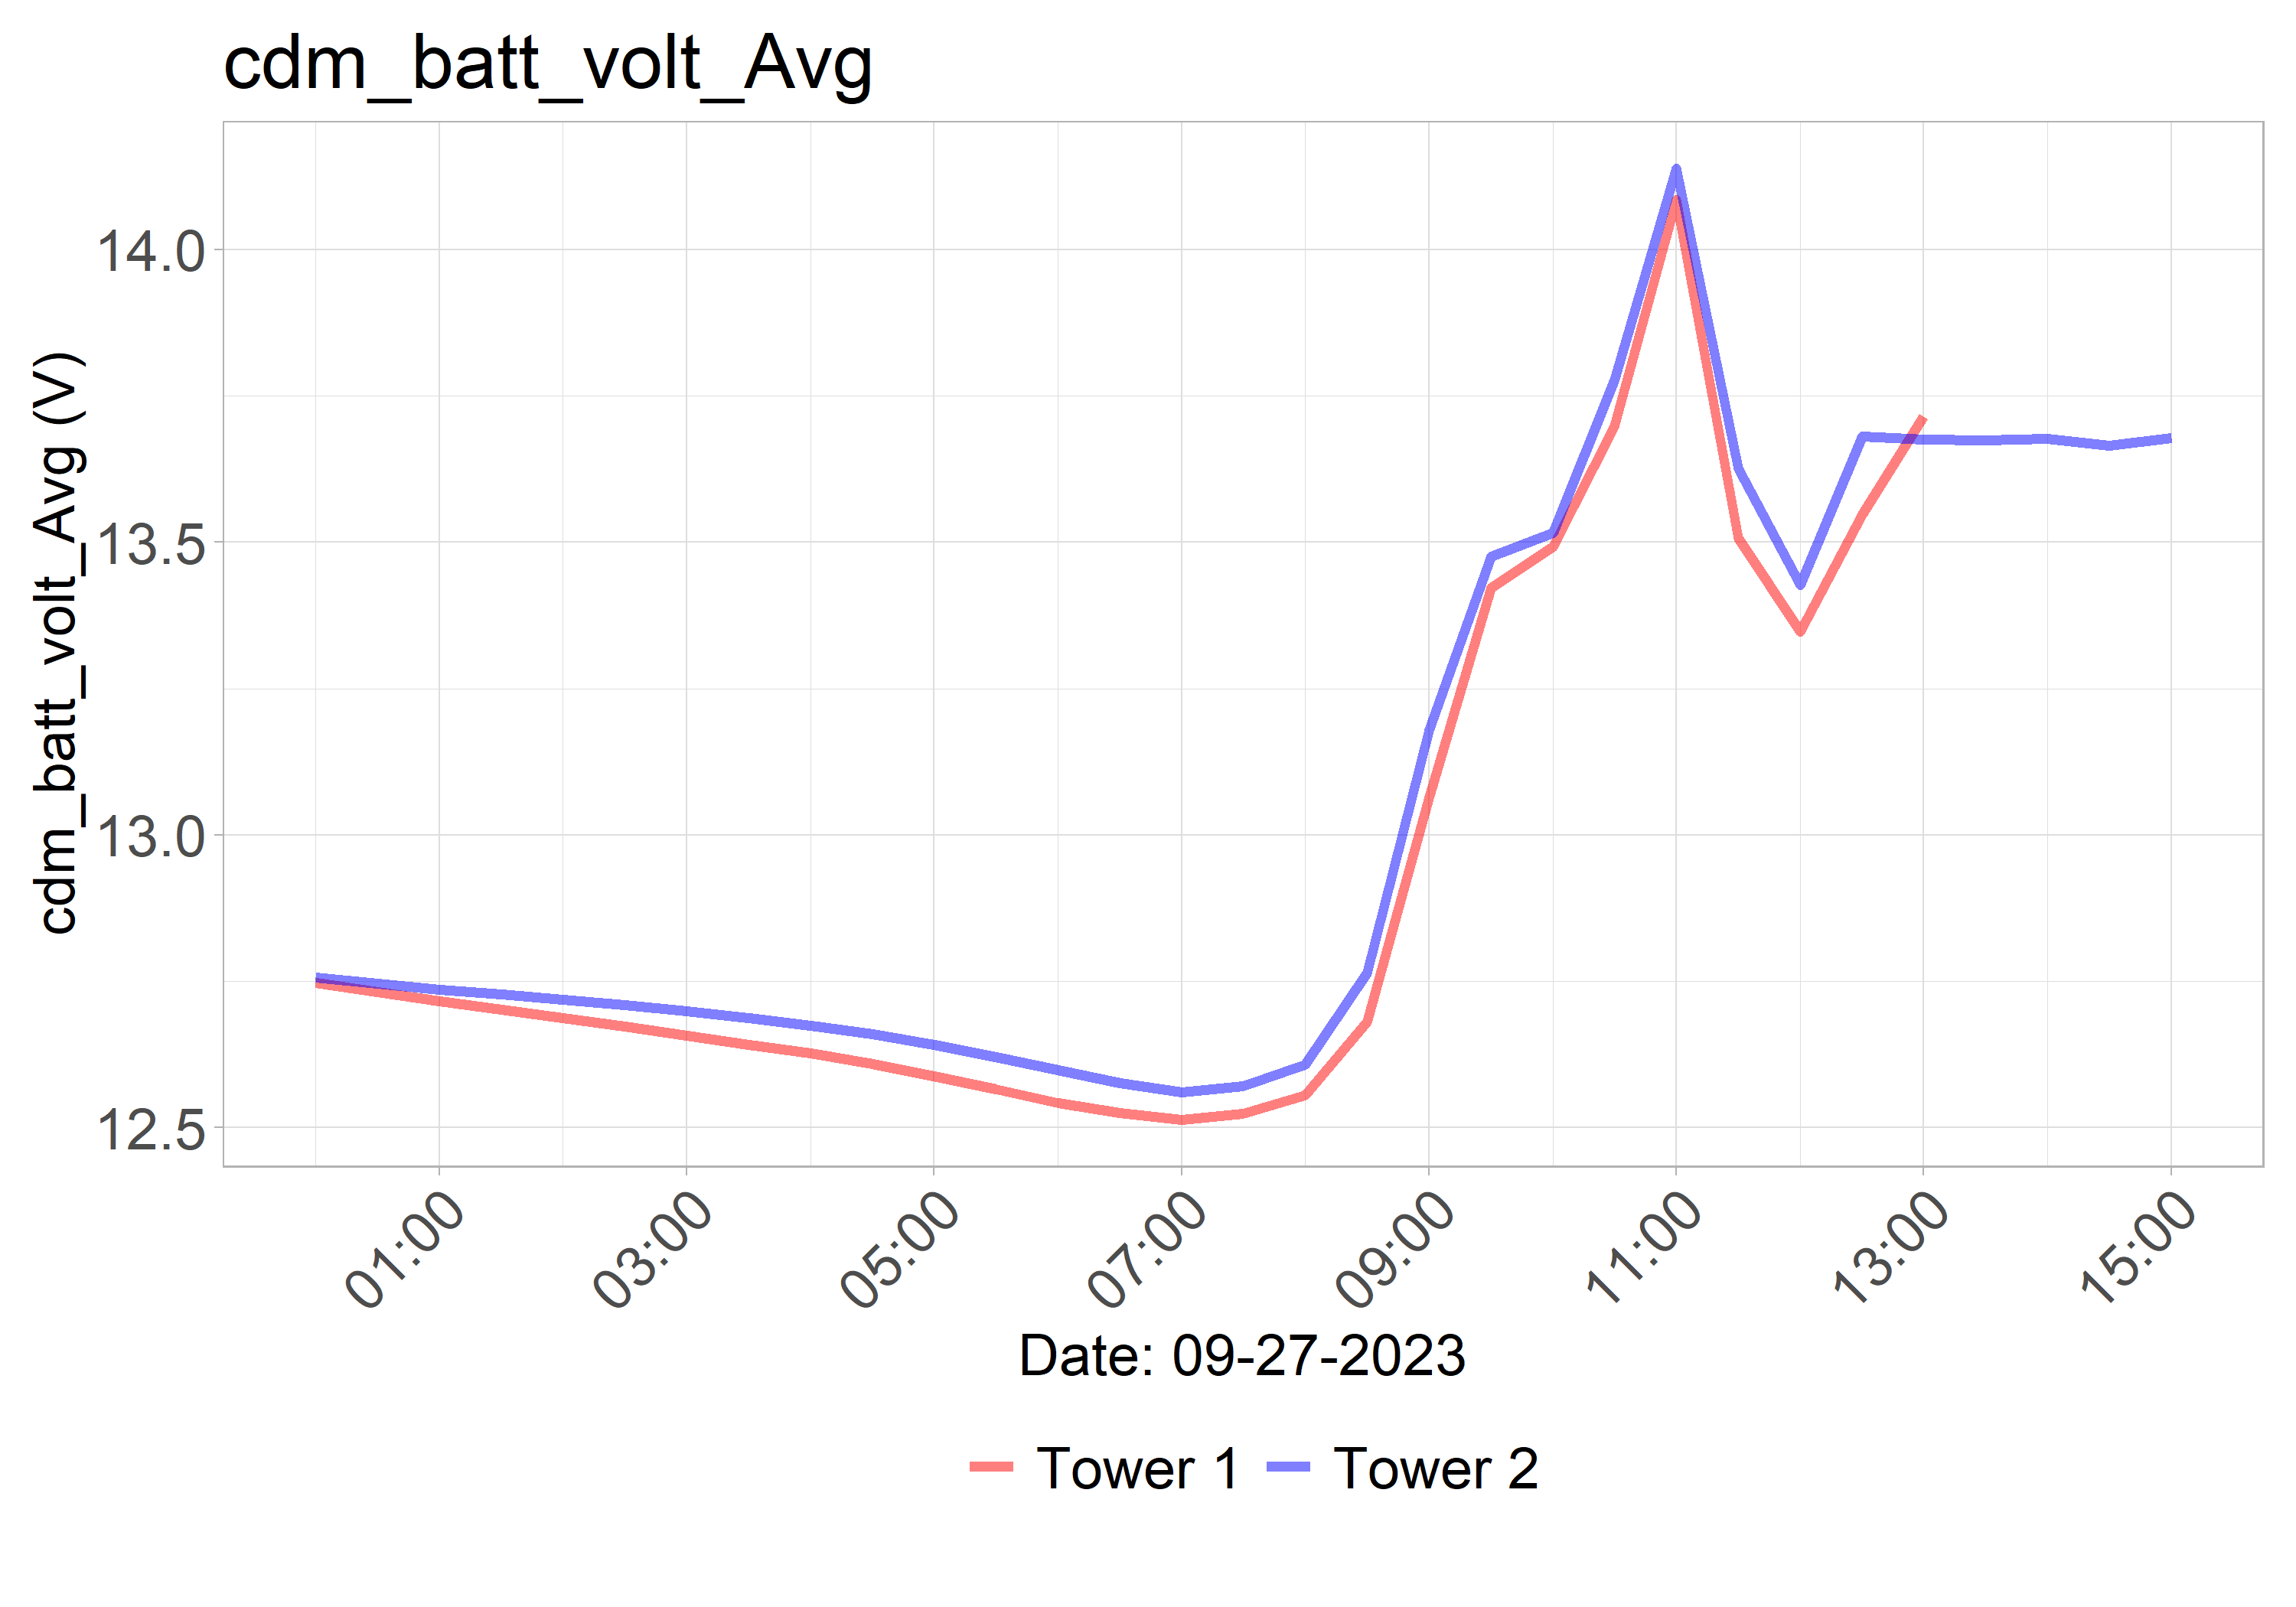 cdm_batt_volt_Avg
cdm_batt_volt_Avg (V)
14.0
13.5
13.0
12.5
01:00
03:00
05:00
07:00
09:00
11:00
13:00
15:00
Date: 09-27-2023
Tower 1
Tower 2